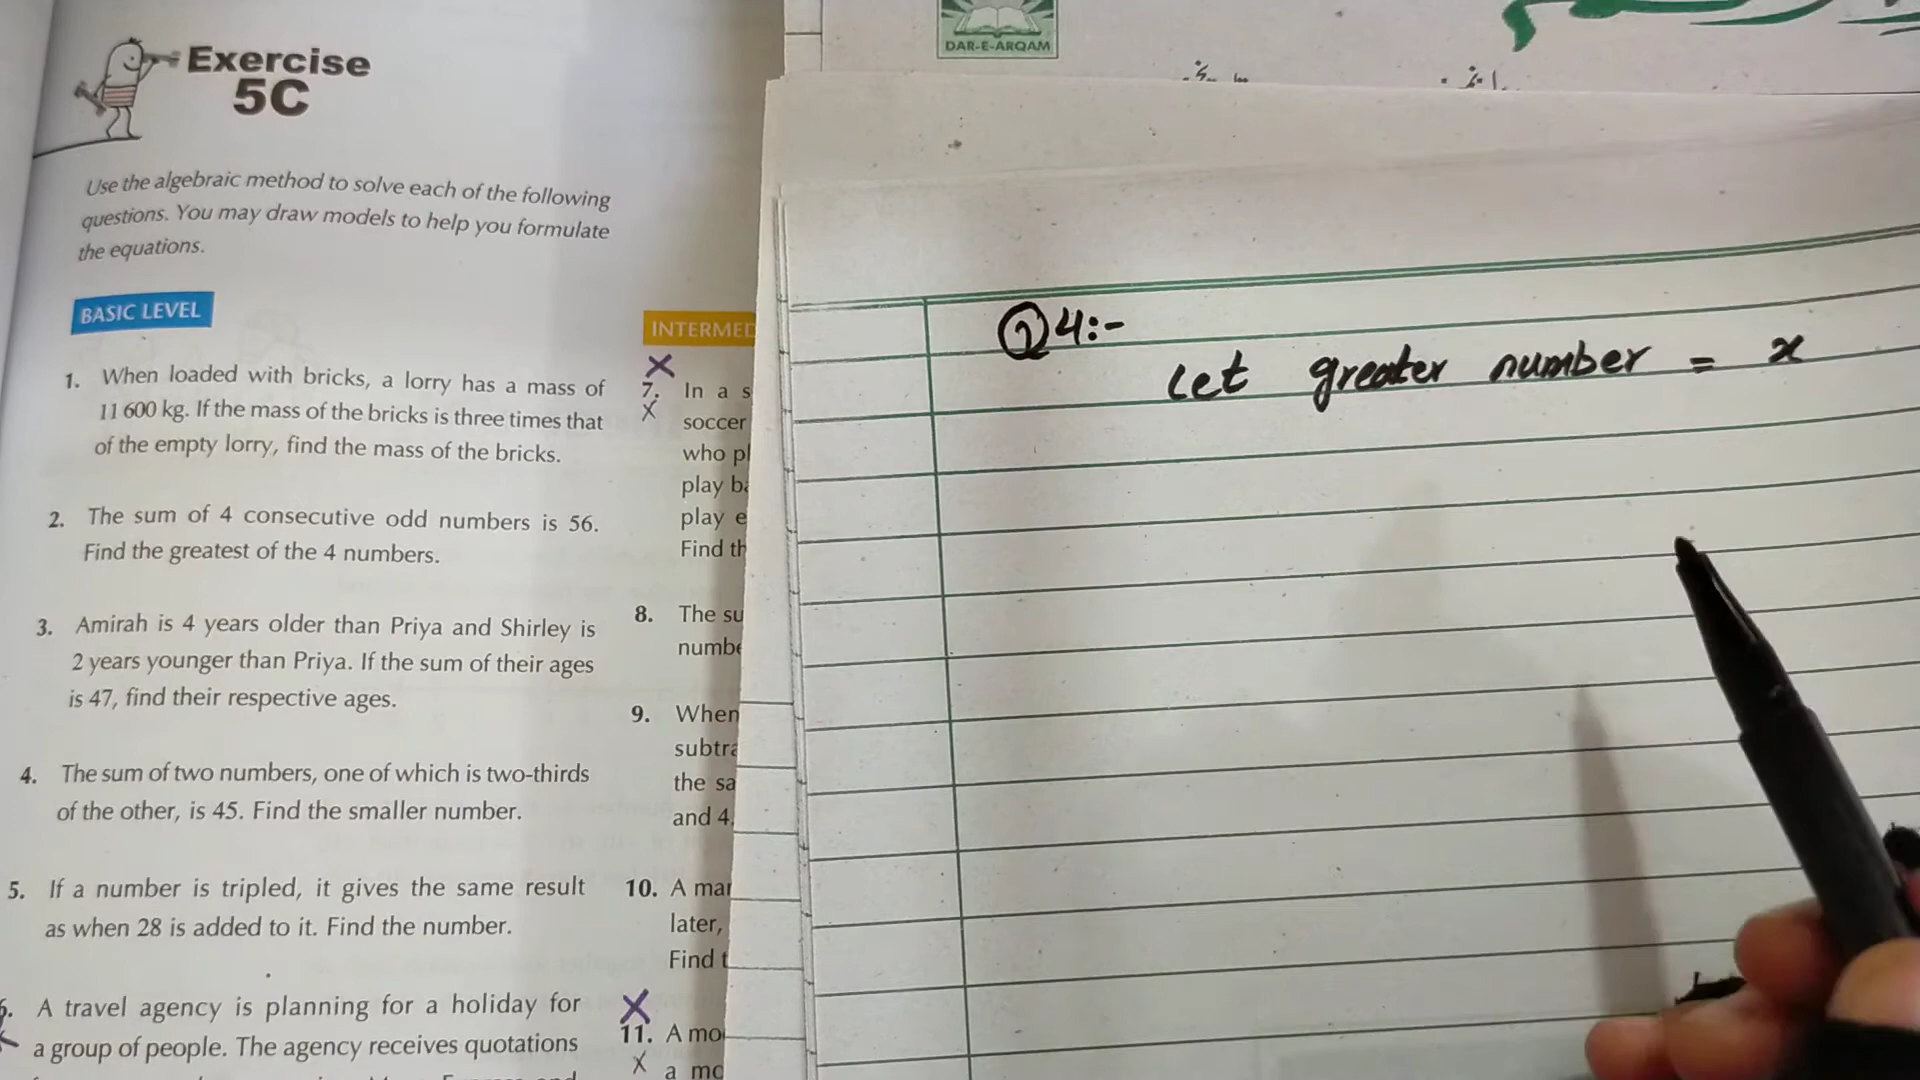 Exercise
5C
Use the algebraic method to solve each of the following
questions. You may draw models to help you formulate
the equations.
BASIC LEVEL
1. When loaded with bricks, a lorry has a mass of
11 600 kg. If the mass of the bricks is three times that
of the empty lorry, find the mass of the bricks.
2. The sum of 4 consecutive odd numbers is 56.
Find the greatest of the 4 numbers.
3. Amirah is 4 years older than Priya and Shirley is
2 years younger than Priya. If the sum of their ages
is 47, find their respective ages.
4. The sum of two numbers, one of which is two-thirds
of the other, is 45. Find the smaller number.
5. If a number is tripled, it gives the same result
as when 28 is added to it. Find the number.
A travel agency is planning for a holiday for
a group of people. The agency receives quotations
INTERMED
7. In a s
soccer
who pl
play ba
play e
Find th
8. The su
numbe
9. When
subtra
the sa
and 4
10. A mar
later,
Find t
11. A mo
a mo
DAR-E-ARQAM
Q4:-
Let greater number = x